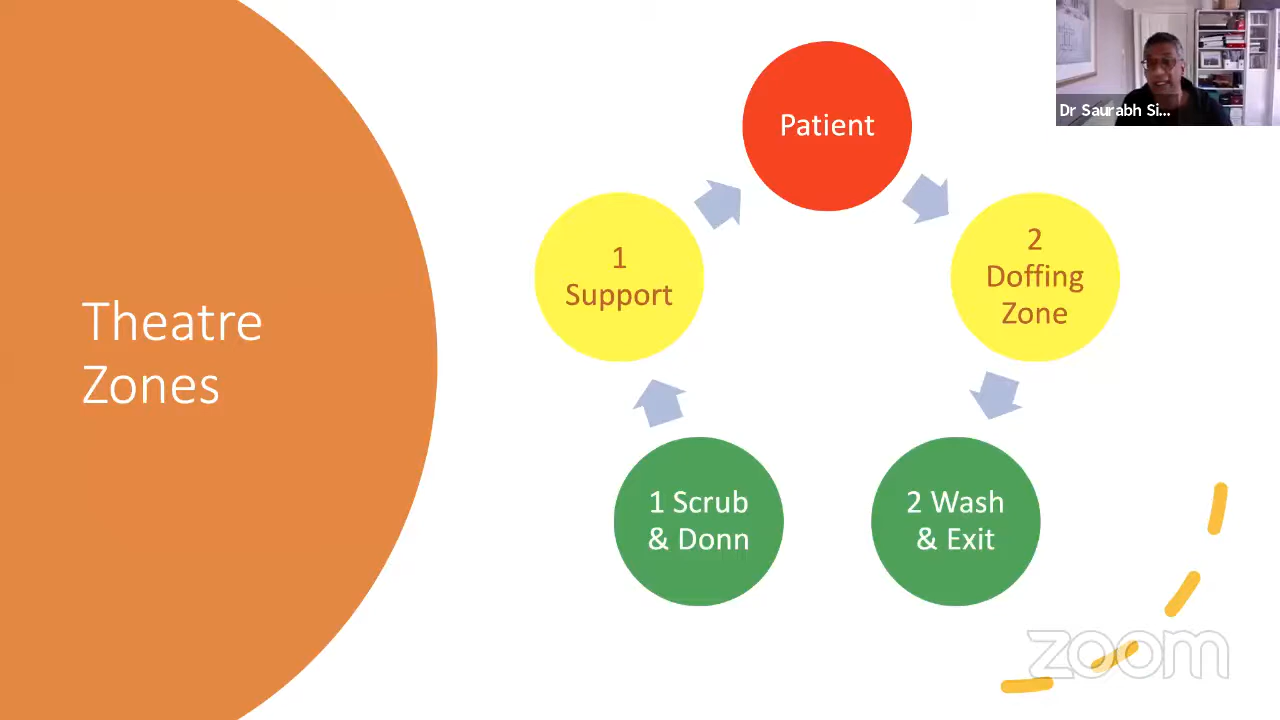 Theatre
Zones
Patient
1
Support
2
Doffing
Zone
1 Scrub
& Donn
2 Wash
& Exit
Dr Saurabh Si...
zoom